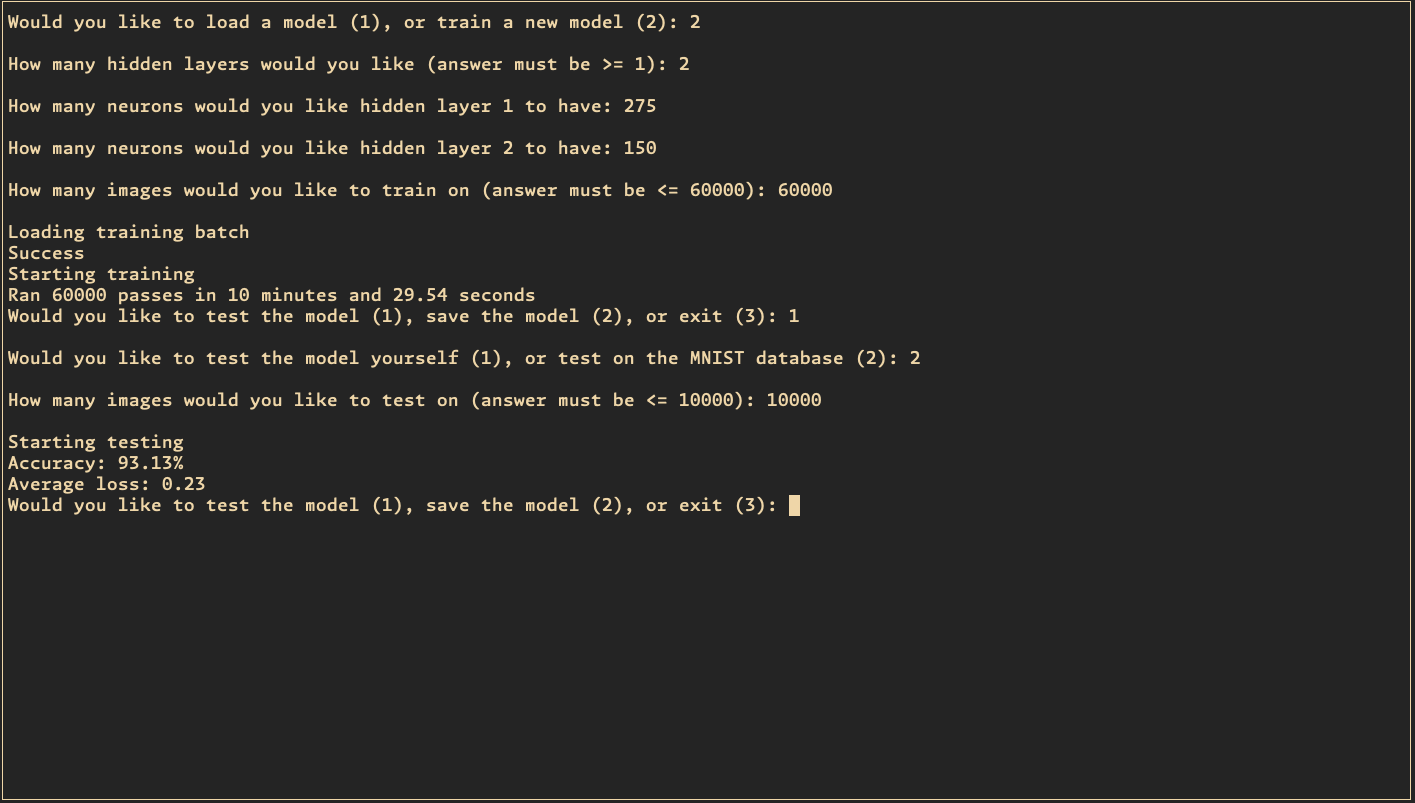 Would you like to load a model (1), or train a new model (2): 2
How many hidden layers would you like (answer must be >= 1): 2
How many neurons would you like hidden layer 1 to have: 275
How many neurons would you like hidden layer 2 to have: 150
How many images would you like to train on (answer must be <= 60000): 60000
Loading training batch
Success
Starting training
Ran 60000 passes in 10 minutes and 29.54 seconds
Would you like to test the model (1), save the model (2), or exit (3): 1
Would you like to test the model yourself (1), or test on the MNIST database (2): 2
How many images would you like to test on (answer must be <= 10000): 10000
Starting testing
Accuracy: 93.13%
Average loss: 0.23
Would you like to test the model (1), save the model (2), or exit (3):